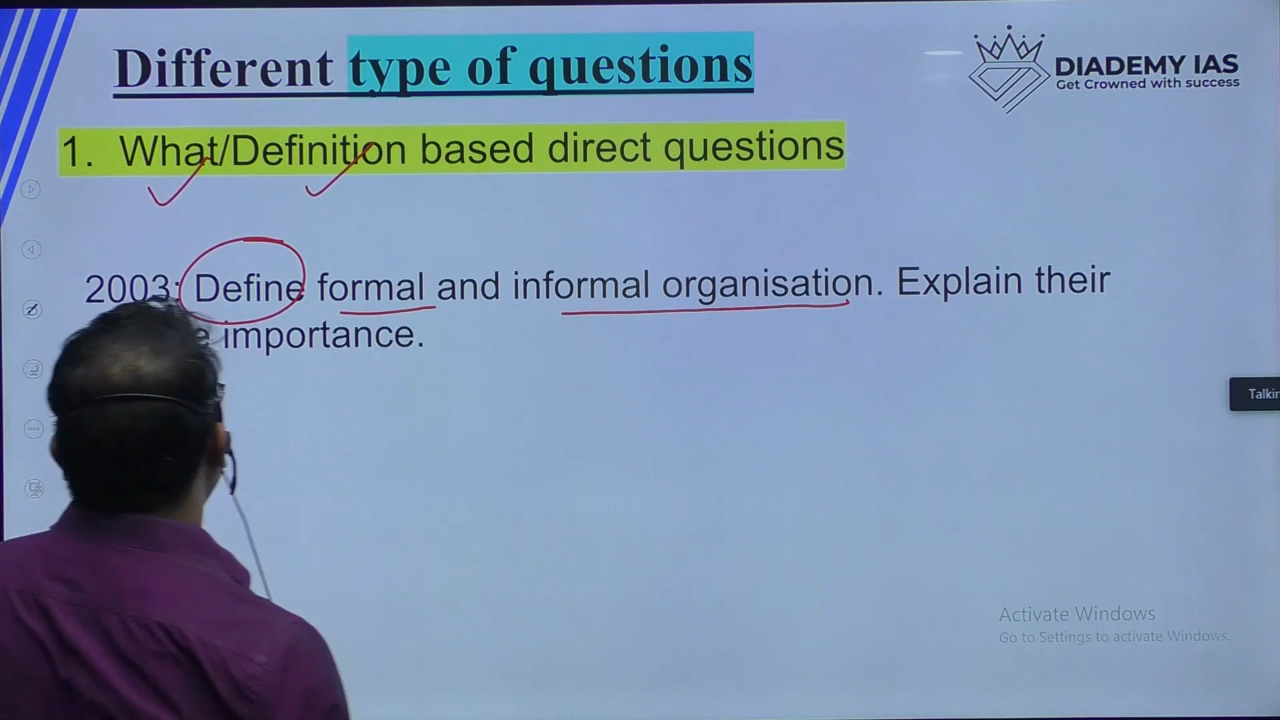 Different type of questions
DIADEMY IAS
Get Crowned with success
1. What/Definition based direct questions
2003: Define formal and informal organisation. Explain their
importance.
Activate Windows
Go to Settings to activate Windows.